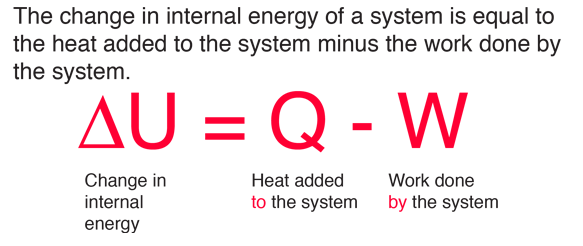 The change in internal energy of a system is equal to
the heat added to the system minus the work done by
the system.
ΔU = Q - W
Change in
internal
energy
Heat added
to the system
Work done
by the system